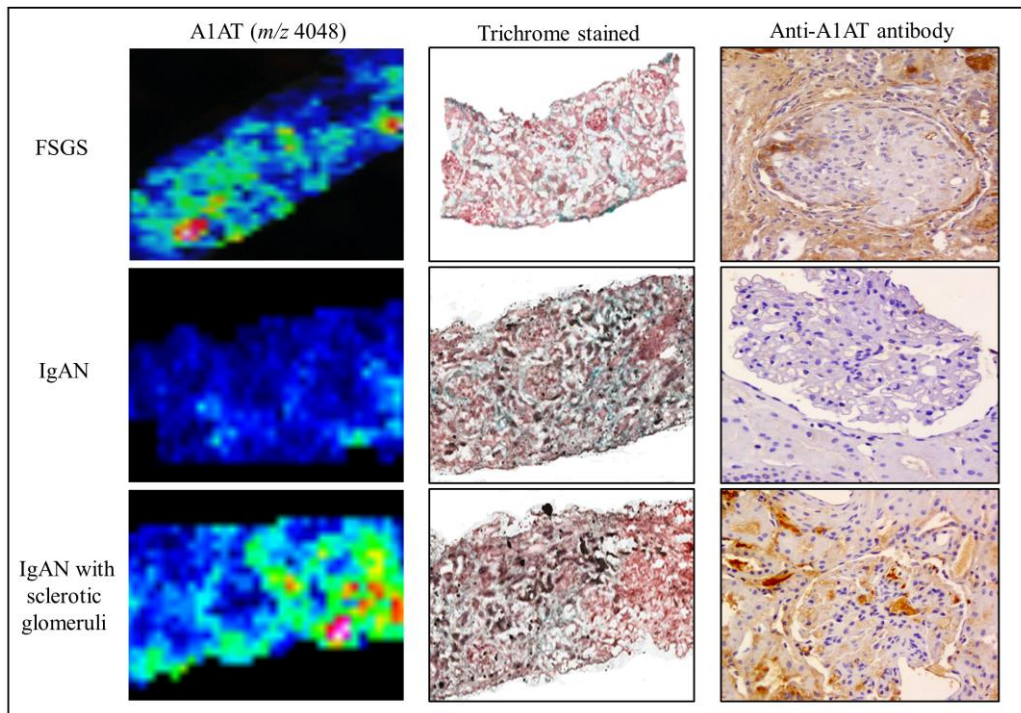 A1AT (m/z 4048)
Trichrome stained
Anti-A1AT antibody
FSGS
IgAN
IgAN with
sclerotic
glomeruli